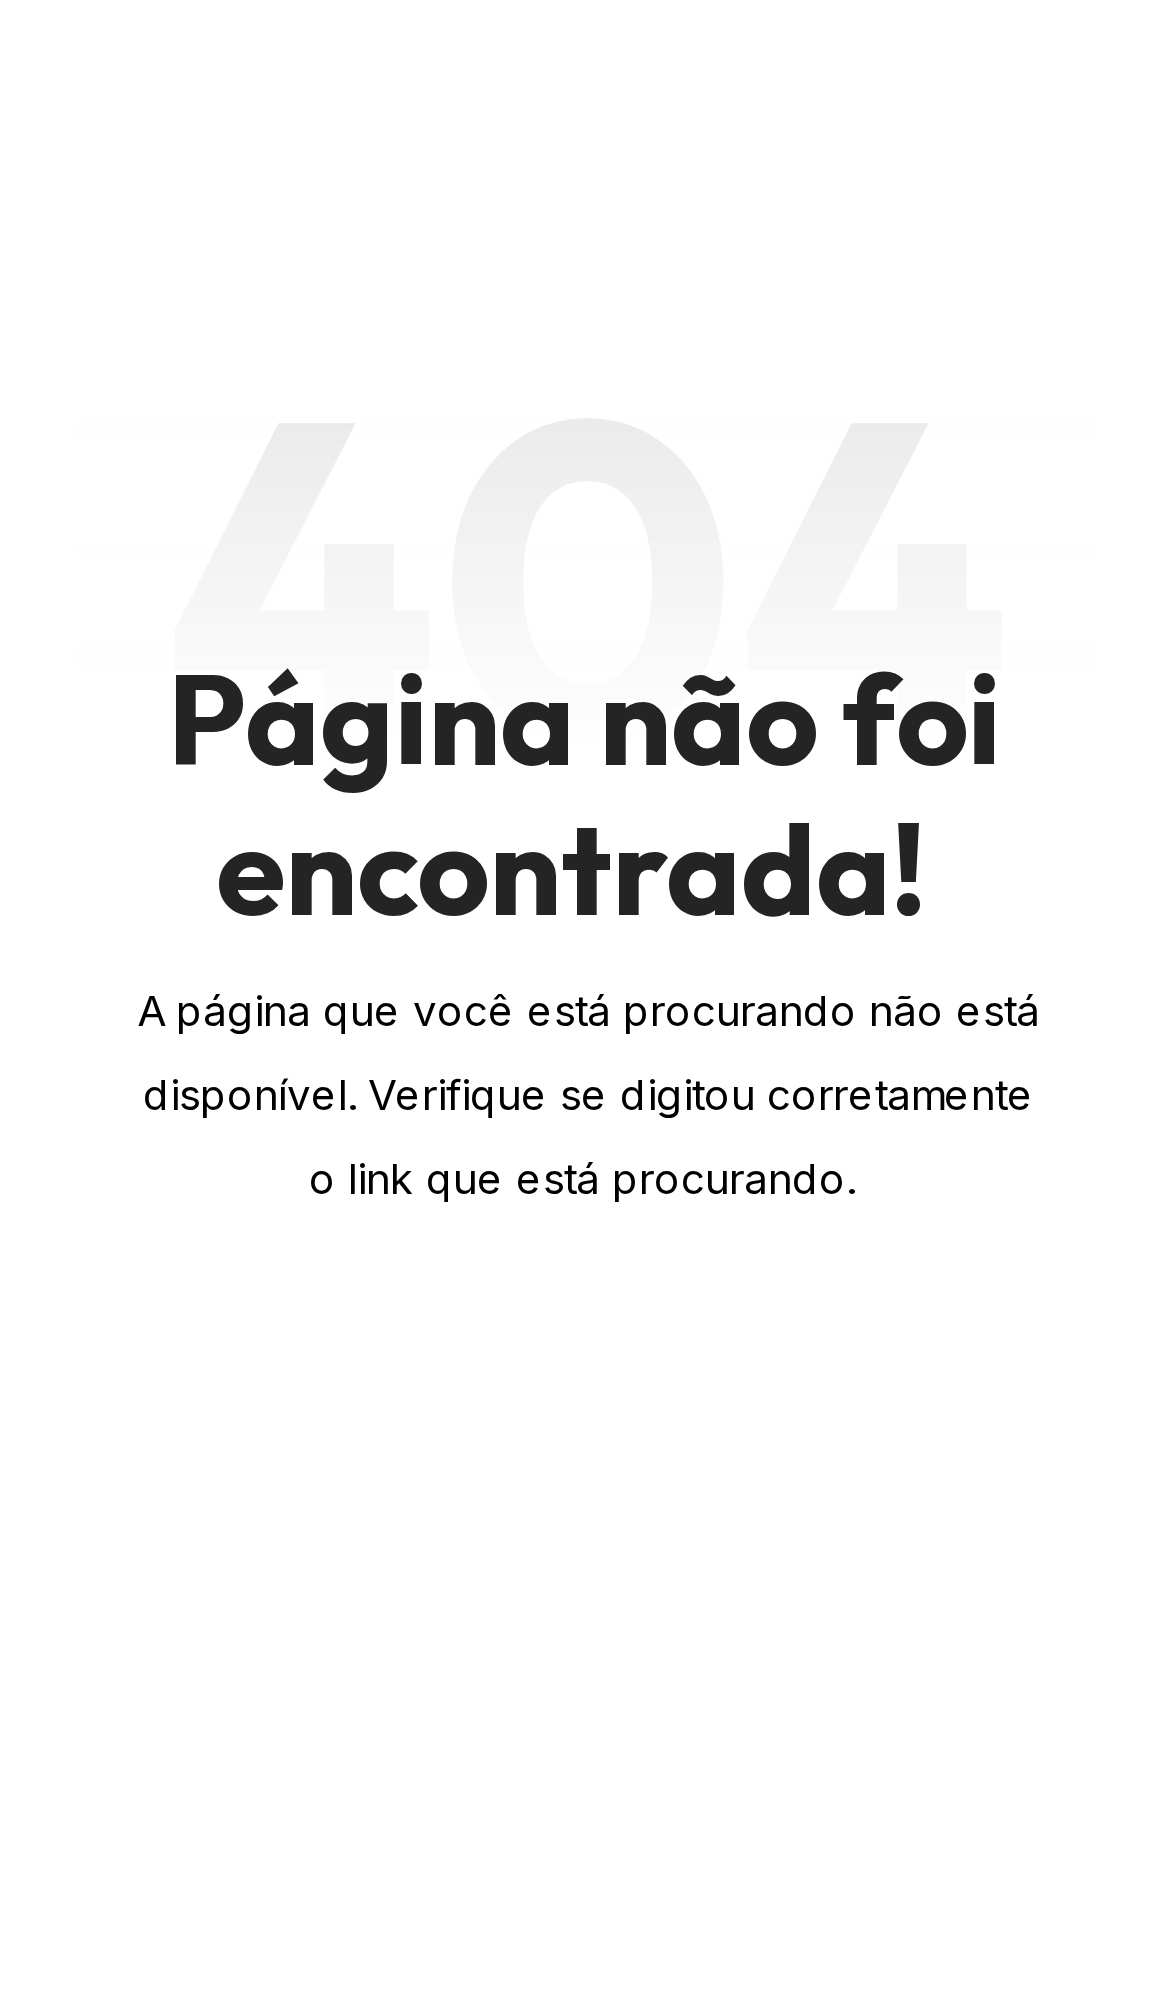 404
Página não foi
encontrada!
A página que você está procurando não está
disponível. Verifique se digitou corretamente
o link que está procurando.